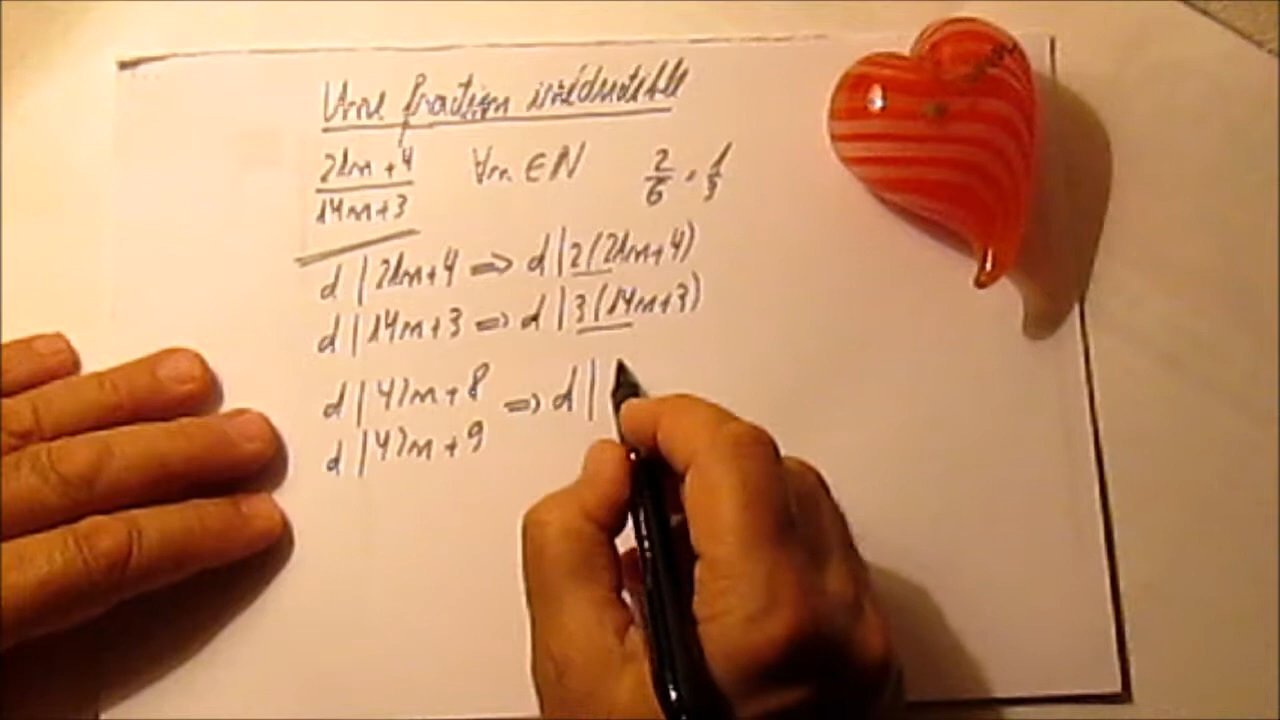 Une fraction irréductible
21n+4 ∀n ∈ N 2/6 = 1/3
14n+3
d | 21n+4 ⟹ d | 2(21n+4)
d | 14n+3 ⟹ d | 3(14n+3)
d | 42n+8 ⟹ d |
d | 42n+9